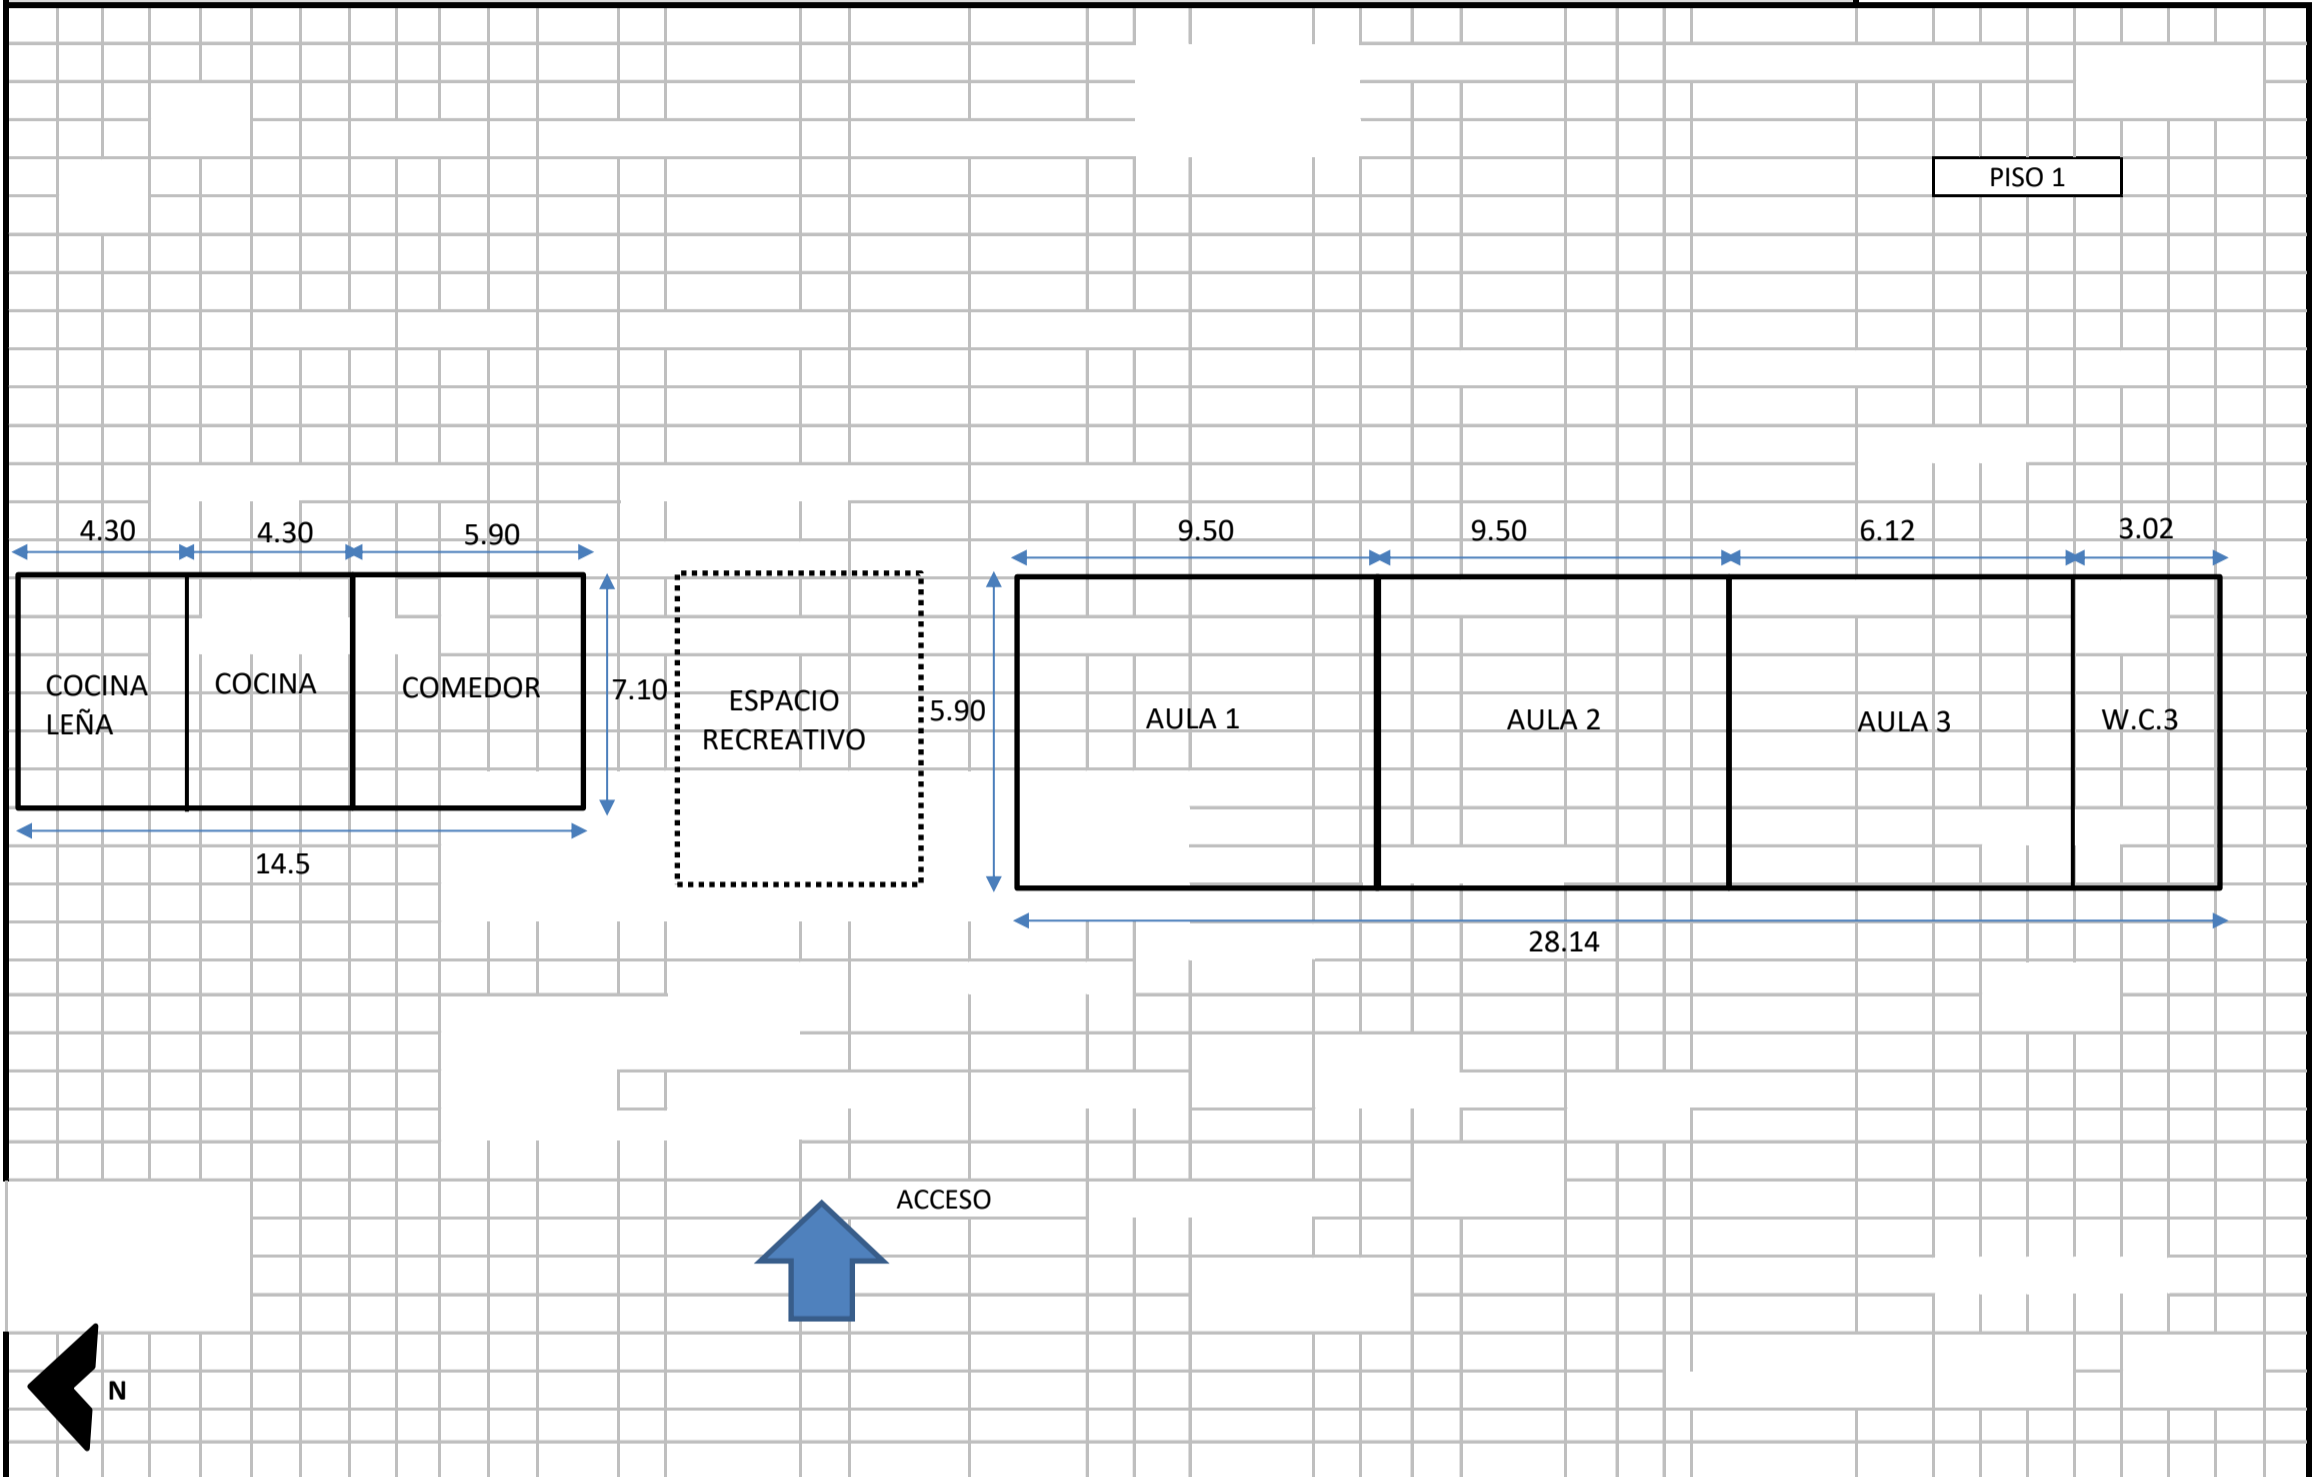 PISO 1
4.30
4.30
5.90
9.50
9.50
6.12
3.02
COCINA
LEÑA
COCINA
COMEDOR
7.10
ESPACIO
RECREATIVO
5.90
AULA 1
AULA 2
AULA 3
W.C.3
14.5
28.14
ACCESO
N